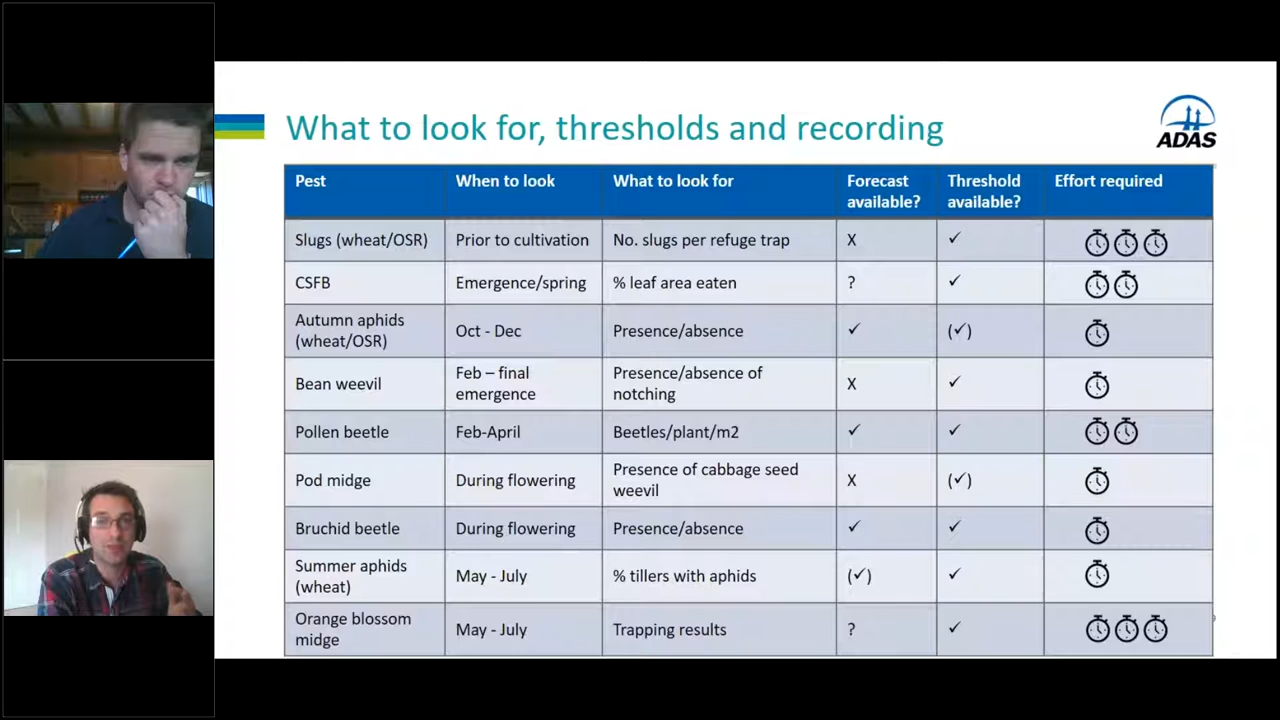 What to look for, thresholds and recording
ADAS
Pest
When to look
What to look for
Forecast
available?
Threshold
available?
Effort required
Slugs (wheat/OSR)
Prior to cultivation
No. slugs per refuge trap
X
✓
CSFB
Emergence/spring
% leaf area eaten
?
✓
Autumn aphids
(wheat/OSR)
Oct - Dec
Presence/absence
✓
(✓)
Bean weevil
Feb – final
emergence
Presence/absence of
notching
X
✓
Pollen beetle
Feb-April
Beetles/plant/m2
✓
✓
Pod midge
During flowering
Presence of cabbage seed
weevil
X
(✓)
Bruchid beetle
During flowering
Presence/absence
✓
✓
Summer aphids
(wheat)
May - July
% tillers with aphids
(✓)
✓
Orange blossom
midge
May - July
Trapping results
?
✓